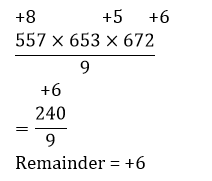 +8 +5 +6
557 × 653 × 672
9
+6
= 240
9
Remainder = +6